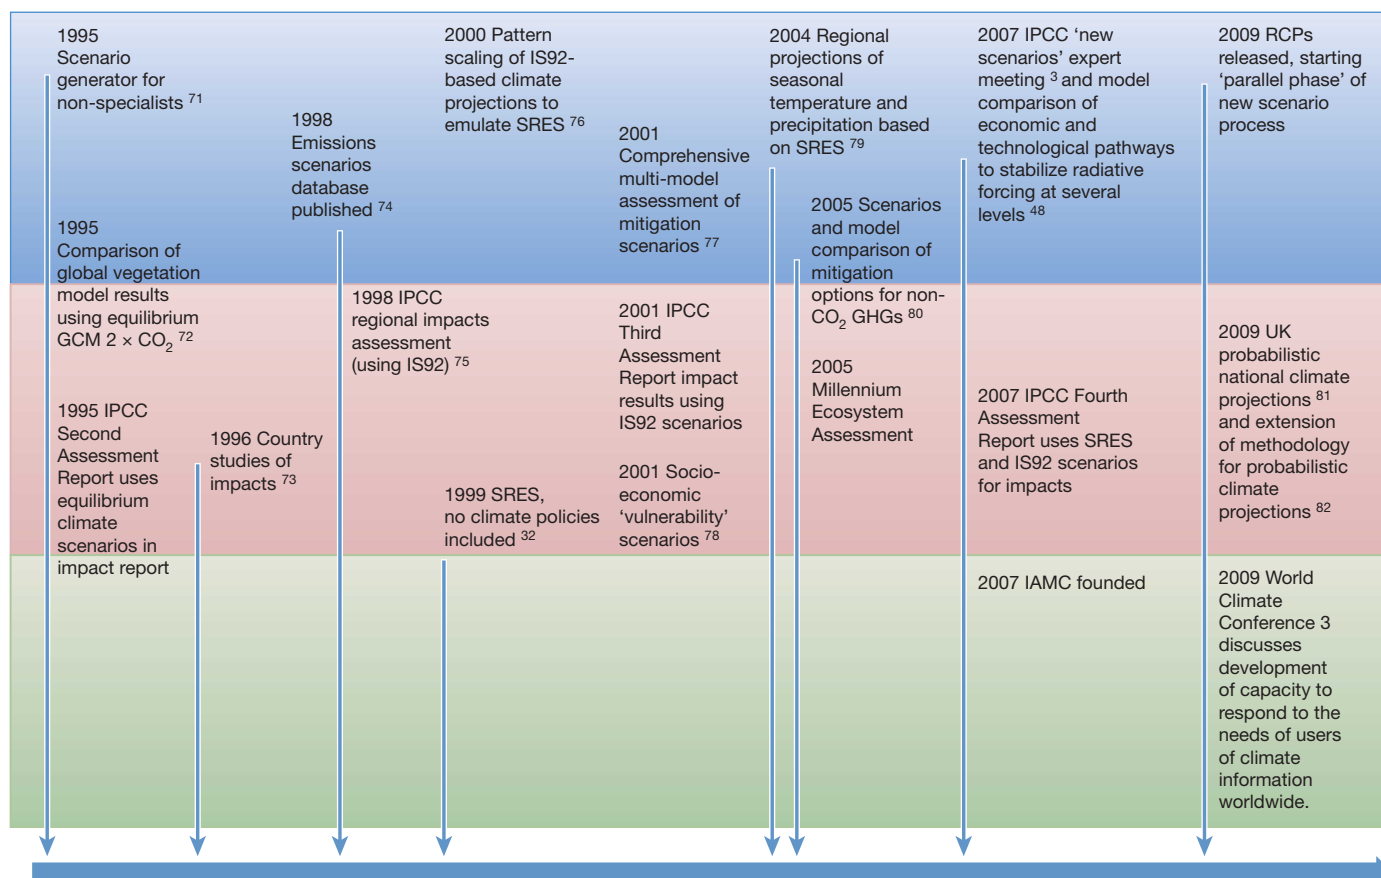 1995
Scenario
generator for
non-specialists 71
1995
Comparison of
global vegetation
model results
using equilibrium
GCM 2 × CO2 72
1995 IPCC
Second
Assessment
Report uses
equilibrium
climate
scenarios in
impact report
1996 Country
studies of
impacts 73
1998
Emissions
scenarios
database
published 74
1998 IPCC
regional impacts
assessment
(using IS92) 75
2000 Pattern
scaling of IS92-
based climate
projections to
emulate SRES 76
1999 SRES,
no climate policies
included 32
2001
Comprehensive
multi-model
assessment of
mitigation
scenarios 77
2001 IPCC
Third
Assessment
Report impact
results using
IS92 scenarios
2001 Socio-
economic
‘vulnerability’
scenarios 78
2004 Regional
projections of
seasonal
temperature and
precipitation based
on SRES 79
2005 Scenarios
and model
comparison of
mitigation
options for non-
CO2 GHGs 80
2005
Millennium
Ecosystem
Assessment
2007 IPCC ‘new
scenarios’ expert
meeting 3 and model
comparison of
economic and
technological pathways
to stabilize radiative
forcing at several
levels 48
2007 IPCC Fourth
Assessment
Report uses SRES
and IS92 scenarios
for impacts
2007 IAMC founded
2009 RCPs
released, starting
‘parallel phase’ of
new scenario
process
2009 UK
probabilistic
national climate
projections 81
and extension
of methodology
for probabilistic
climate
projections 82
2009 World
Climate
Conference 3
discusses
development
of capacity to
respond to the
needs of users
of climate
information
worldwide.